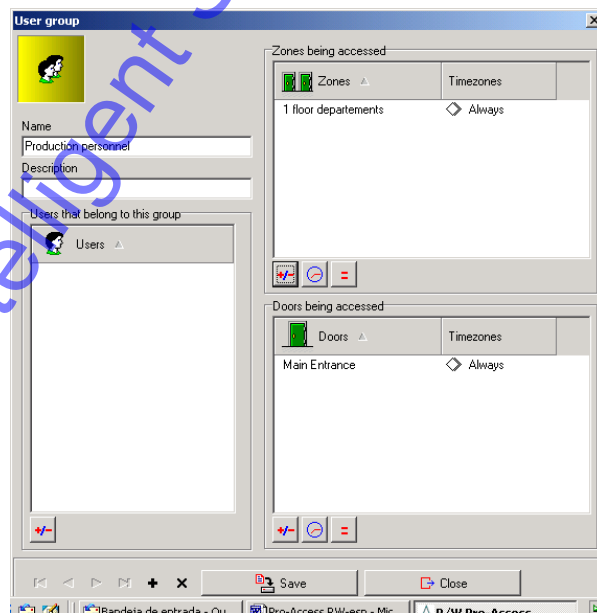 User group
Zones being accessed
Zones
Timezones
1 floor departements
Always
Name
Production personnel
Description
Users that belong to this group
Users
Doors being accessed
Doors
Timezones
Main Entrance
Always
Save
Close
Bandeja de entrada - Ou...
Pro-Access RW-esp - Mic...
R/W Pro-Access